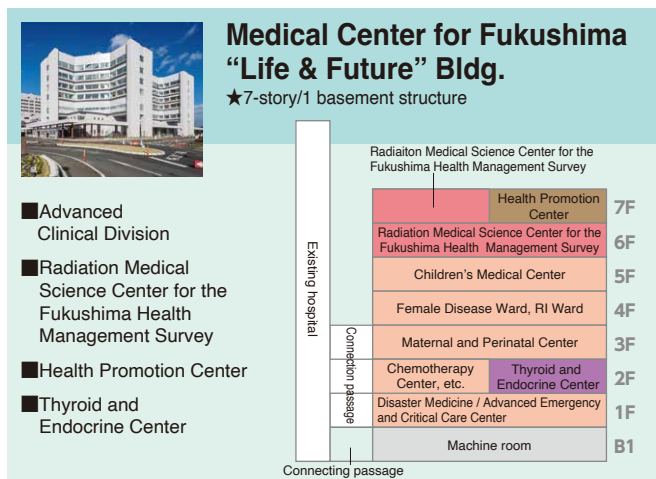 Medical Center for Fukushima
“Life & Future” Bldg.
★7-story/1 basement structure
■Advanced
Clinical Division
■Radiation Medical
Science Center for the
Fukushima Health
Management Survey
■Health Promotion Center
■Thyroid and
Endocrine Center
Radiaiton Medical Science Center for the
Fukushima Health Management Survey
Existing hospital
Health Promotion
Center
7F
Radiation Medical Science Center for the
Fukushima Health Management Survey
6F
Children’s Medical Center
5F
Female Disease Ward, RI Ward
4F
Connection passage
Maternal and Perinatal Center
3F
Chemotherapy
Center, etc.
Thyroid and
Endocrine Center
2F
Disaster Medicine / Advanced Emergency
and Critical Care Center
1F
Machine room
B1
Connecting passage